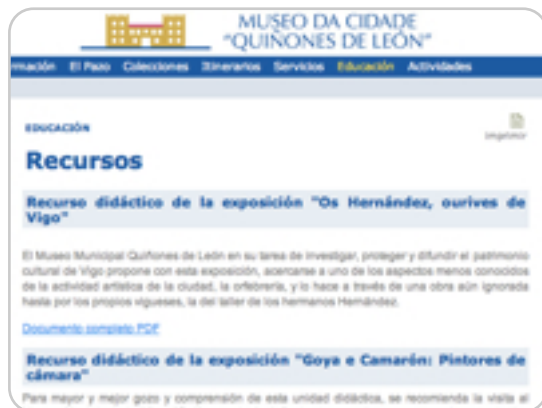 MUSEO DA CIDADE
"QUIÑONES DE LEÓN"
rmación El Pazo Colecciones Itinerarios Servicios Educación Actividades
EDUCACIÓN
Imprimir
Recursos
Recurso didáctico de la exposición "Os Hernández, ourives de
Vigo"
El Museo Municipal Quiñones de León en su tarea de investigar, proteger y difundir el patrimonio
cultural de Vigo propone con esta exposición, acercarse a uno de los aspectos menos conocidos
de la actividad artística de la ciudad, la orfebrería, y lo hace a través de una obra aún ignorada
hasta por los propios vigueses, la del taller de los hermanos Hernández.
Documento completo PDF
Recurso didáctico de la exposición "Goya e Camarón: Pintores de
cámara"
Para mayor y mejor gozo y comprensión de esta unidad didáctica, se recomienda la visita al